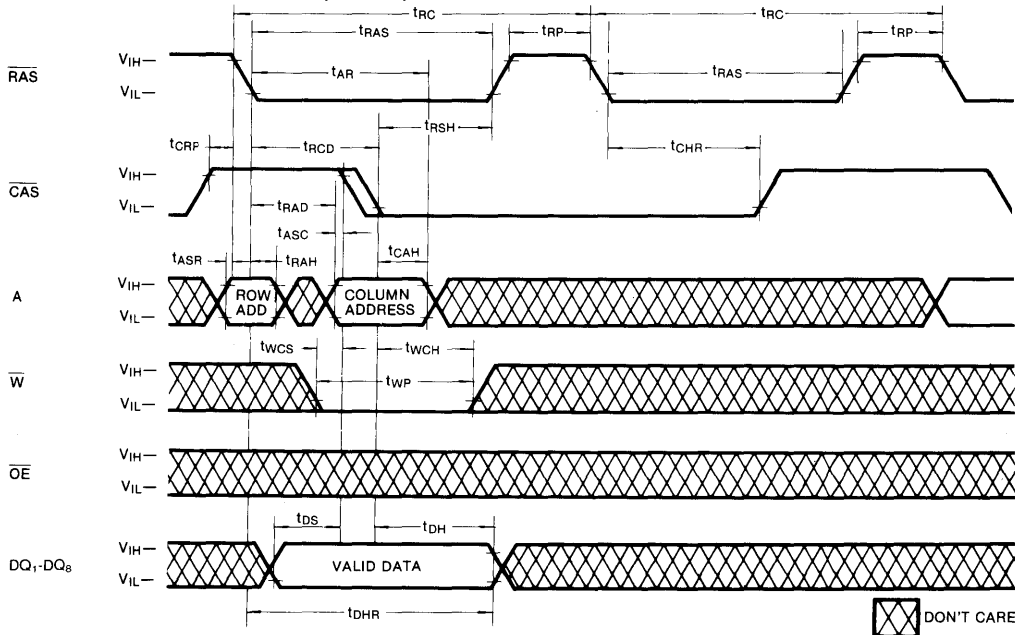 tRC tRC
tRAS tRP tRP
RAS VIH— tAR tRAS
VIL—
tRSH
tCRP tRCD tCHR
CAS VIH—
VIL— tRAD
tASC
tASR tRAH tCAH
A VIH— ROW ADD COLUMN ADDRESS
VIL—
tWCS tWCH
W VIH— tWP
VIL—
OE VIH—
VIL—
tDS tDH
DQ1-DQ8 VIH— VALID DATA
VIL—
tDHR
DON'T CARE